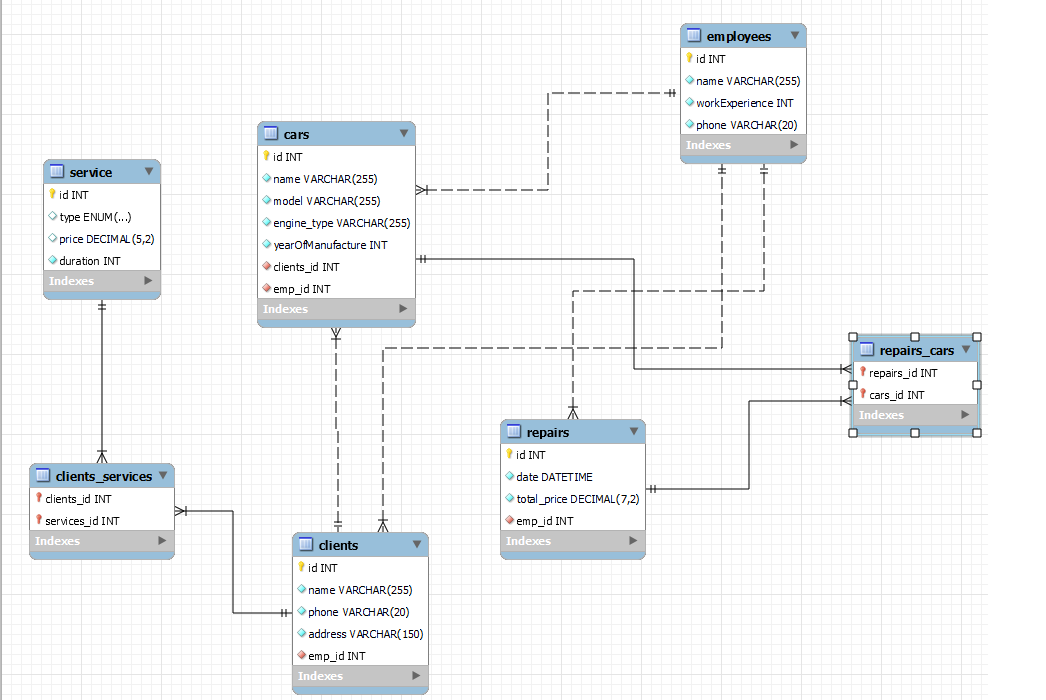 employees
id INT
name VARCHAR(255)
workExperience INT
phone VARCHAR(20)
Indexes
cars
id INT
name VARCHAR(255)
model VARCHAR(255)
engine_type VARCHAR(255)
yearOfManufacture INT
clients_id INT
emp_id INT
Indexes
service
id INT
type ENUM(...)
price DECIMAL(5,2)
duration INT
Indexes
repairs_cars
repairs_id INT
cars_id INT
Indexes
repairs
id INT
date DATETIME
total_price DECIMAL(7,2)
emp_id INT
Indexes
clients_services
clients_id INT
services_id INT
Indexes
clients
id INT
name VARCHAR(255)
phone VARCHAR(20)
address VARCHAR(150)
emp_id INT
Indexes